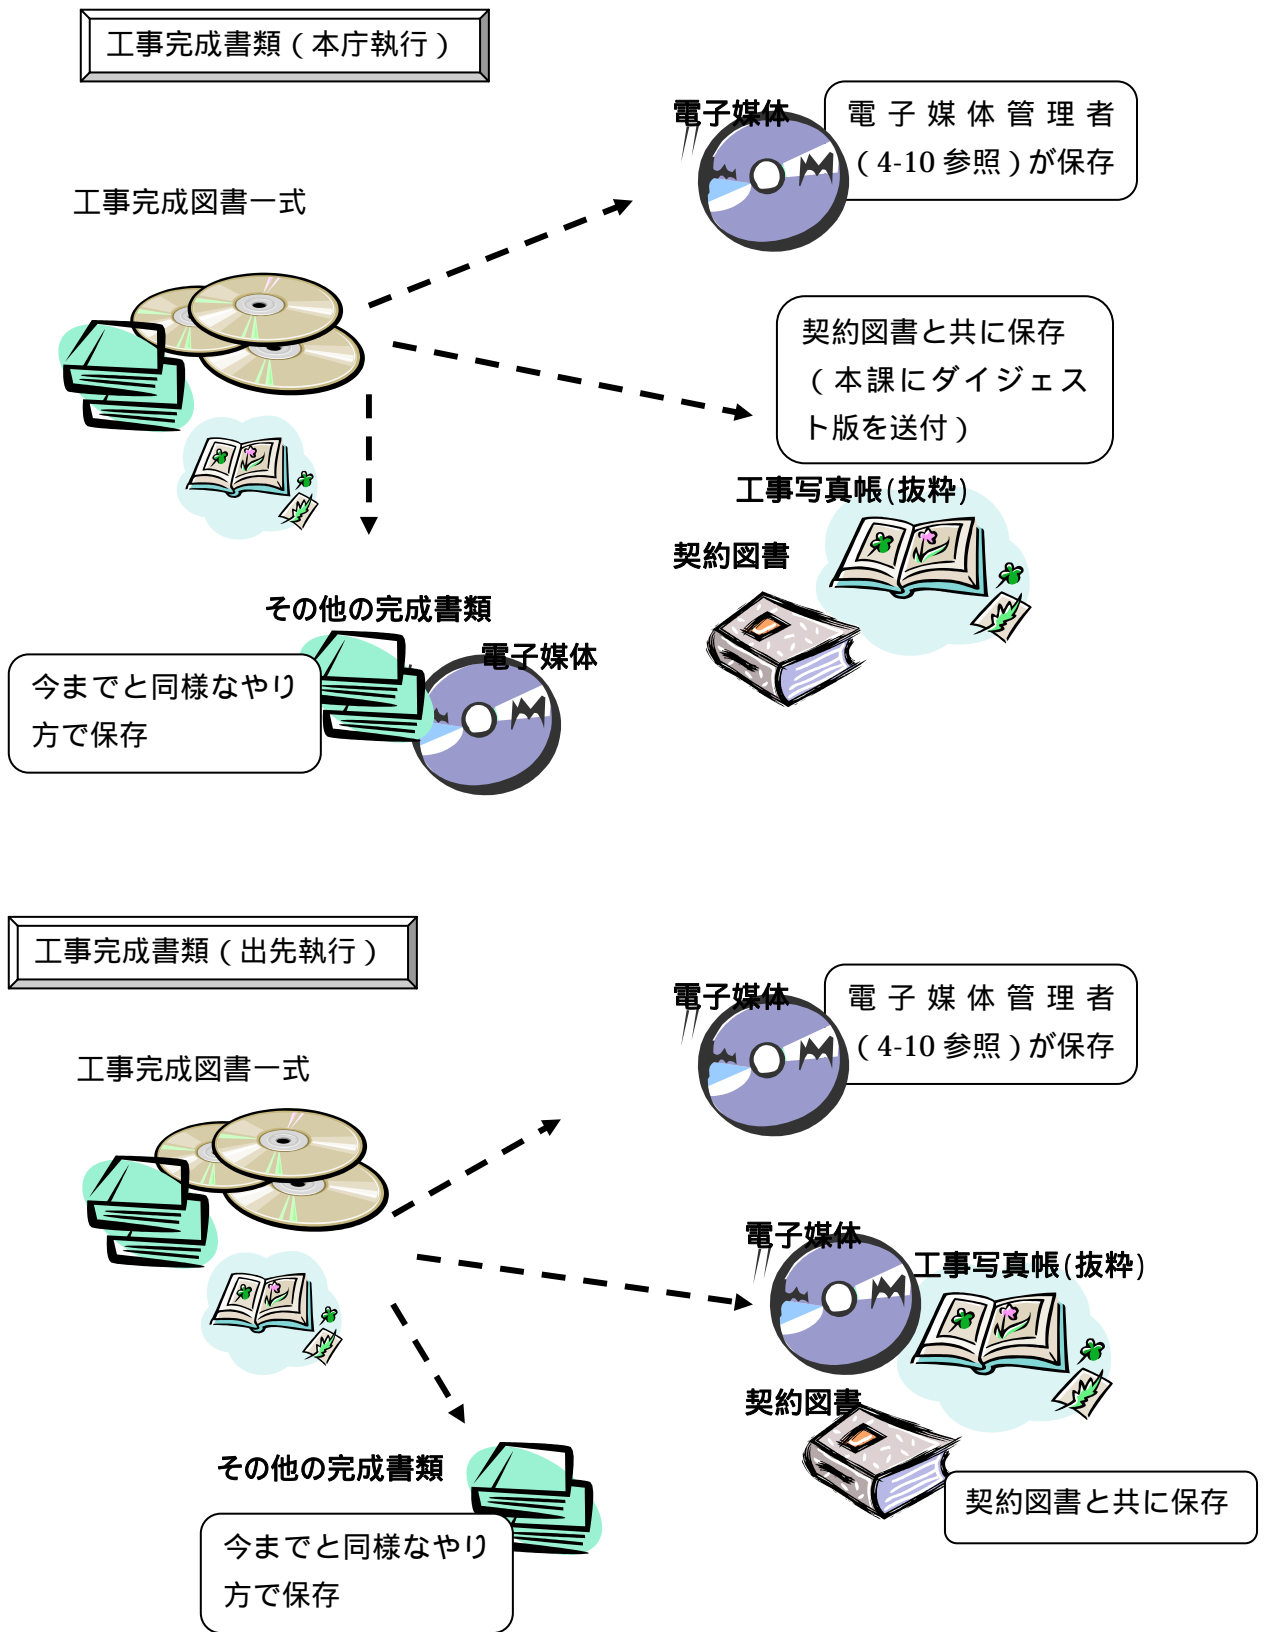 工事完成書類（本庁執行）
電子媒体
電子媒体管理者
（4-10 参照）が保存
工事完成図書一式
契約図書と共に保存
（本課にダイジェス
ト版を送付）
工事写真帳(抜粋)
契約図書
その他の完成書類
電子媒体
今までと同様なやり
方で保存
工事完成書類（出先執行）
電子媒体
電子媒体管理者
（4-10 参照）が保存
工事完成図書一式
電子媒体
工事写真帳(抜粋)
契約図書
その他の完成書類
契約図書と共に保存
今までと同様なやり
方で保存